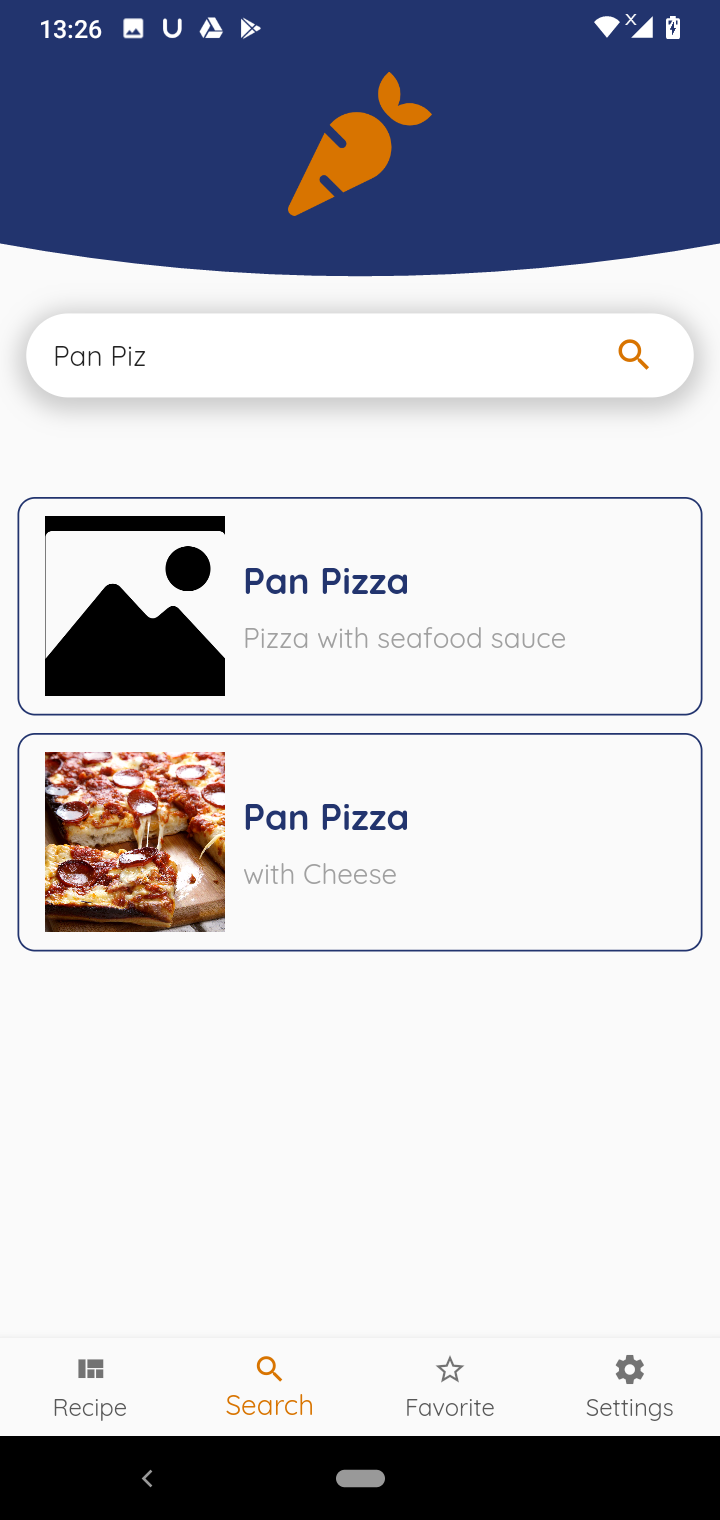 13:26
X
Pan Piz
Pan Pizza
Pizza with seafood sauce
Pan Pizza
with Cheese
Recipe
Search
Favorite
Settings